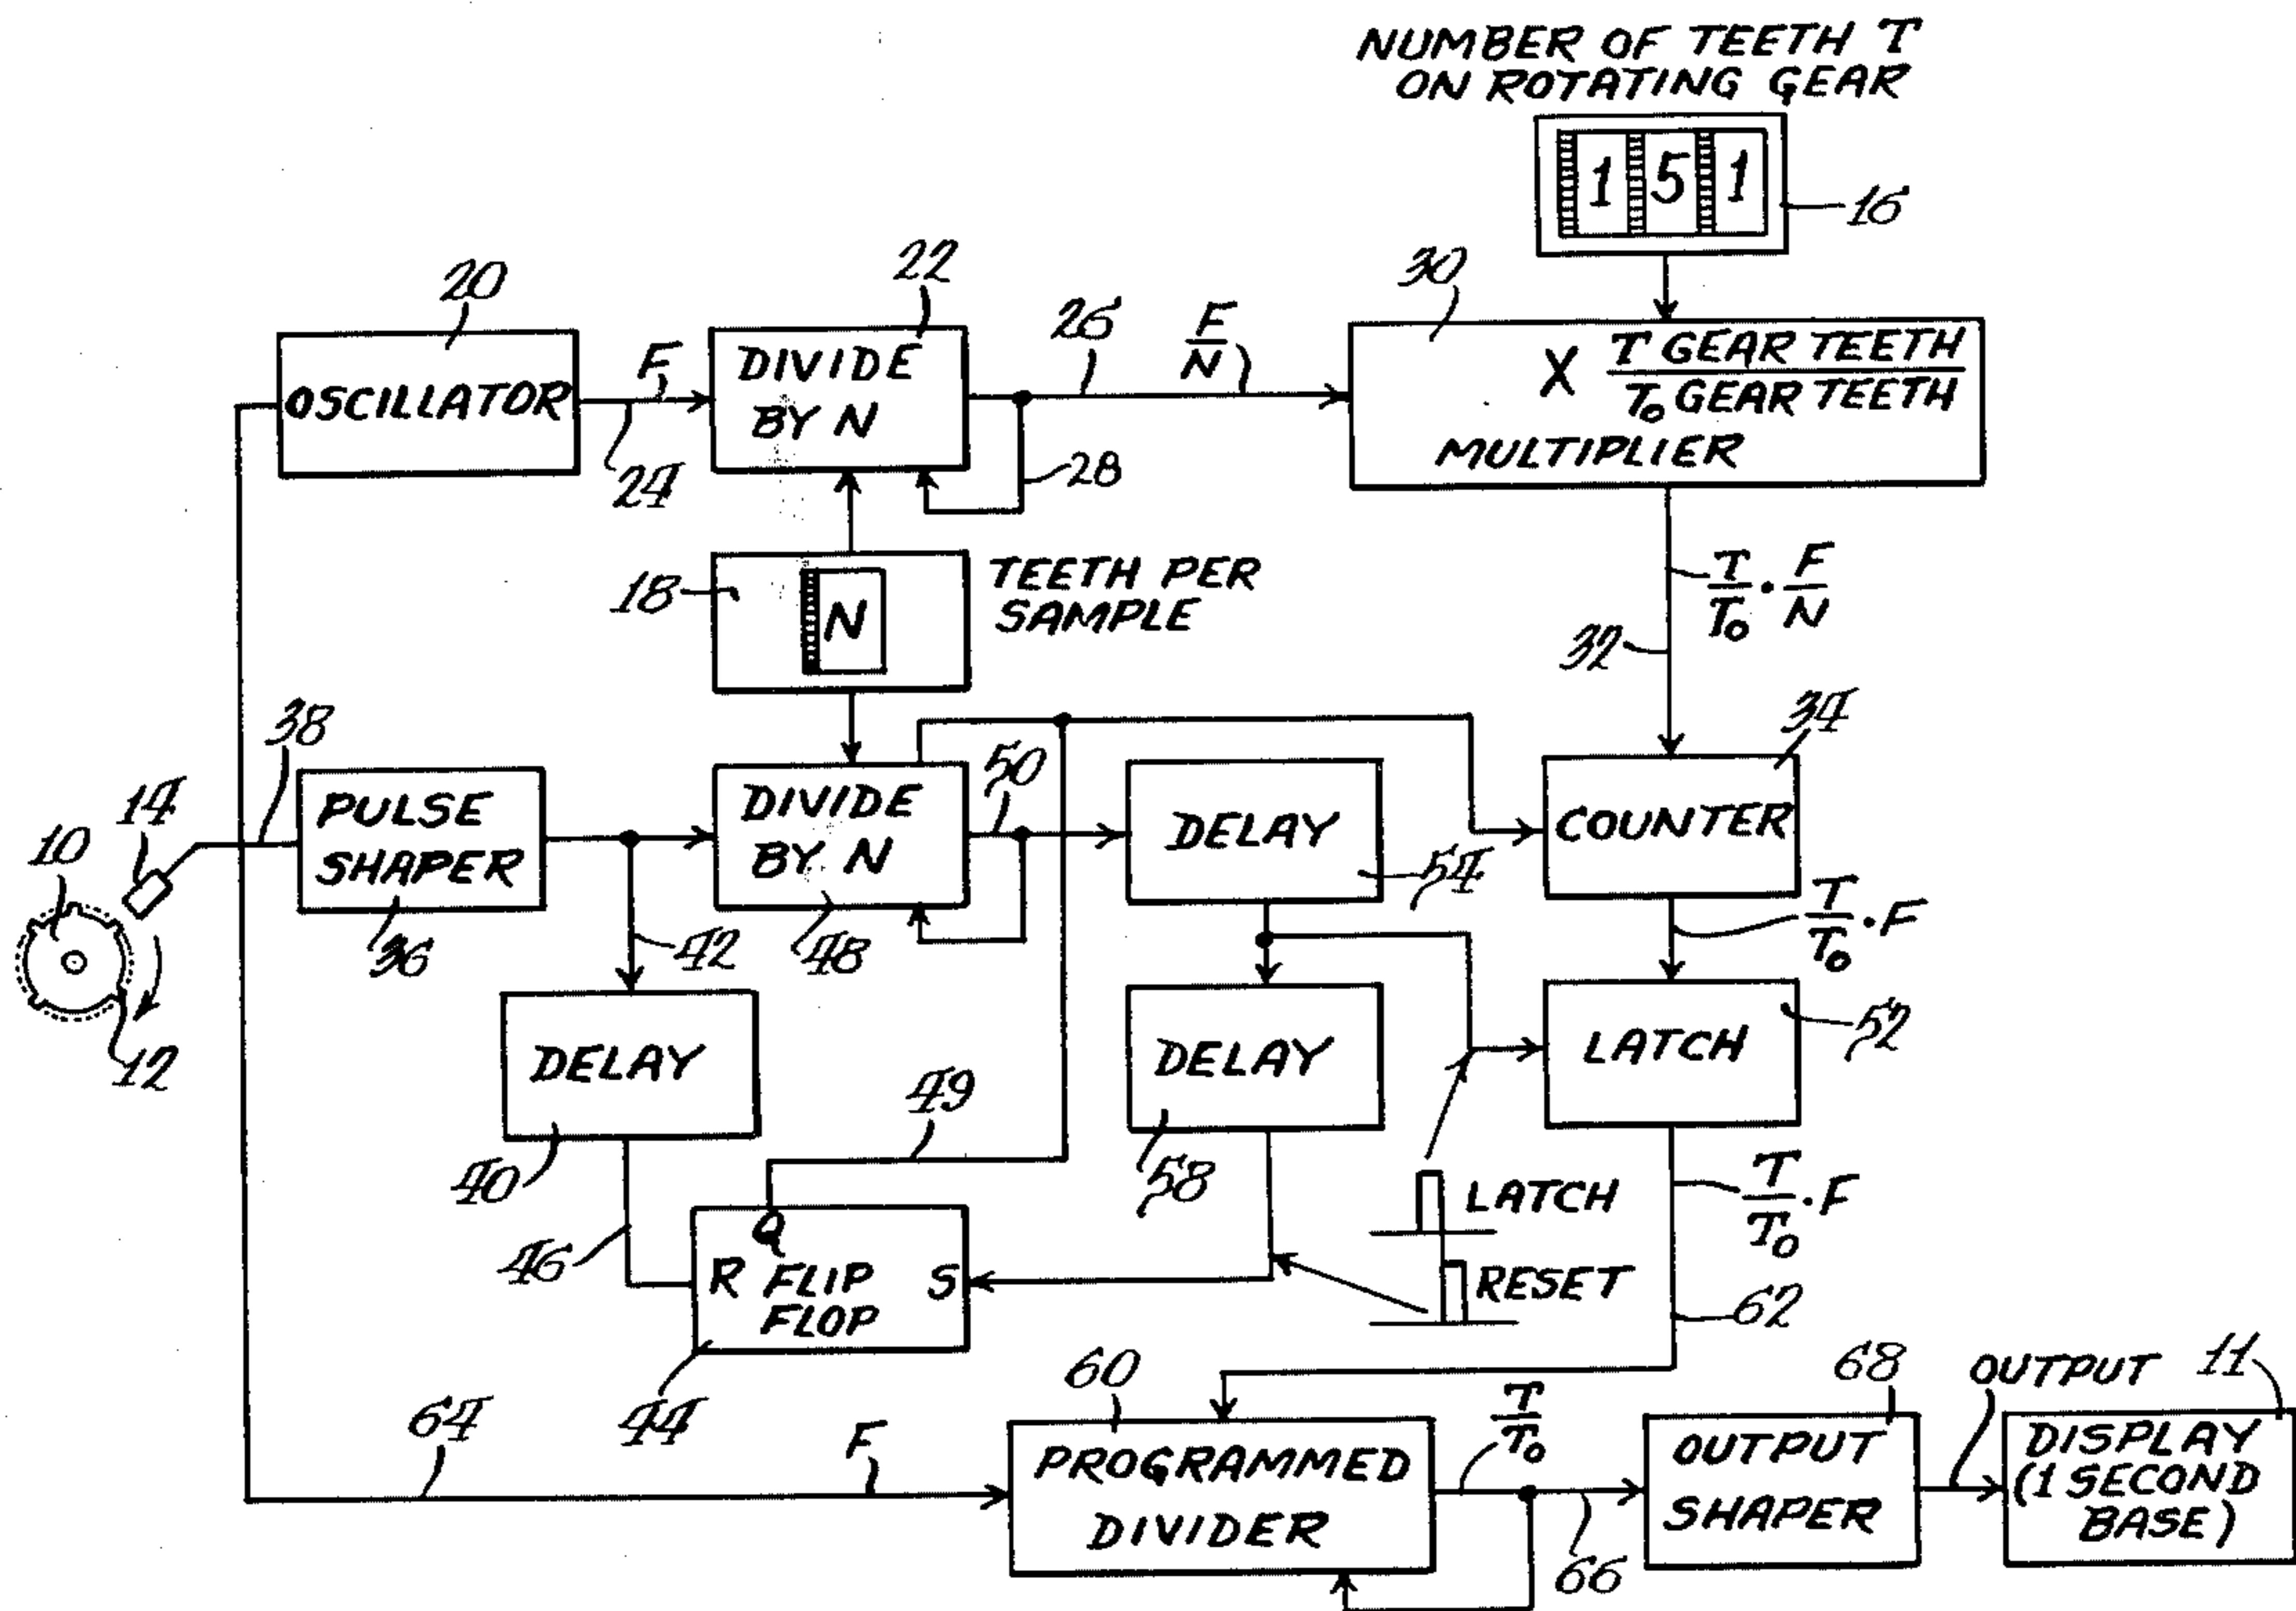 NUMBER OF TEETH T
ON ROTATING GEAR
1 5 1
16
20
22
26
F
N
30
OSCILLATOR
F
24
DIVIDE
BY N
28
X T GEAR TEETH
T₀ GEAR TEETH
MULTIPLIER
18
N
TEETH PER
SAMPLE
T/T₀ · F/N
32
38
14
10
12
PULSE
SHAPER
36
42
DIVIDE
BY N
48
50
DELAY
54
34
COUNTER
T/T₀ · F
DELAY
40
49
DELAY
58
LATCH
52
46
Q
R FLIP S
FLOP
44
LATCH
RESET
T/T₀ · F
62
64
F
60
PROGRAMMED
DIVIDER
T/T₀
66
68
OUTPUT
SHAPER
OUTPUT
11
DISPLAY
(1 SECOND
BASE)